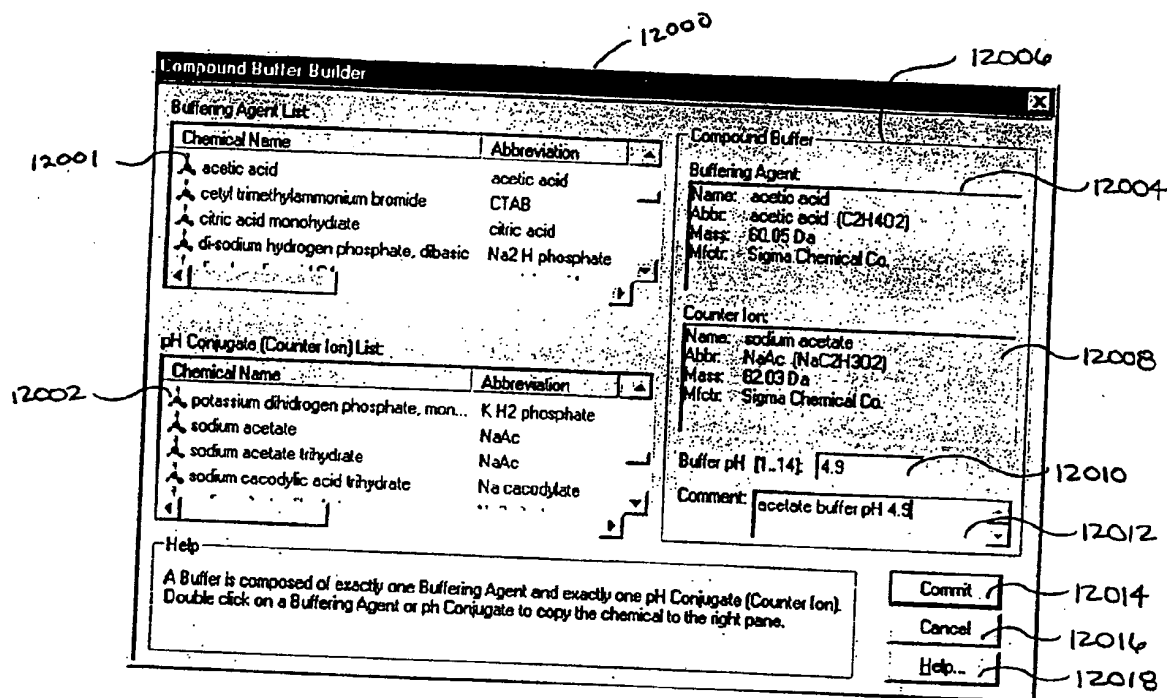 12000
12006
Compound Buffer Builder
Buffering Agent List:
Chemical Name Abbreviation
12001
acetic acid acetic acid
cetyl trimethylammonium bromide CTAB
citric acid monohydrate citric acid
di-sodium hydrogen phosphate, dibasic Na2 H phosphate
pH Conjugate (Counter Ion) List:
Chemical Name Abbreviation
12002
potassium dihidrogen phosphate, mon... K H2 phosphate
sodium acetate NaAc
sodium acetate trihydrate NaAc
sodium cacodylic acid trihydrate Na cacodylate
Compound Buffer
Buffering Agent:
12004
Name: acetic acid
Abbr: acetic acid (C2H4O2)
Mass: 60.05 Da
Mfctr: Sigma Chemical Co.
Counter Ion:
Name: sodium acetate
12008
Abbr: NaAc (NaC2H3O2)
Mass: 82.03 Da
Mfctr: Sigma Chemical Co.
Buffer pH [1..14]: 4.9
12010
Comment: acetate buffer pH 4.9
12012
Help
A Buffer is composed of exactly one Buffering Agent and exactly one pH Conjugate (Counter Ion).
Double click on a Buffering Agent or ph Conjugate to copy the chemical to the right pane.
Commit
12014
Cancel
12016
Help...
12018